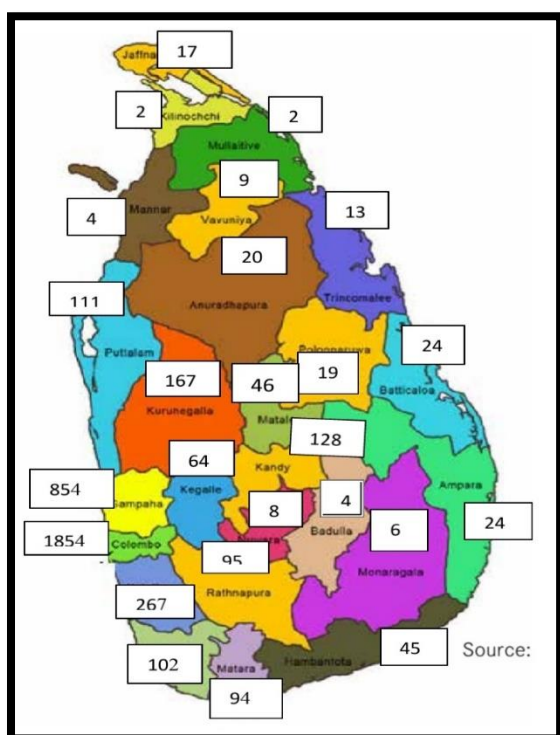 Jaffna
17
2
Kilinochchi
2
Mullaitive
9
4
Mannar
Vavuniya
13
20
111
Anuradhapura
Trincomalee
24
Puttalam
167
46
19
Batticaloa
Kurunegalla
Matale
128
64
Kandy
854
Kegalle
4
Ampara
Gampaha
8
6
24
1854
Colombo
Badulla
95
Monaragala
267
Rathnapura
45
Source:
102
Matara
Hambantota
94